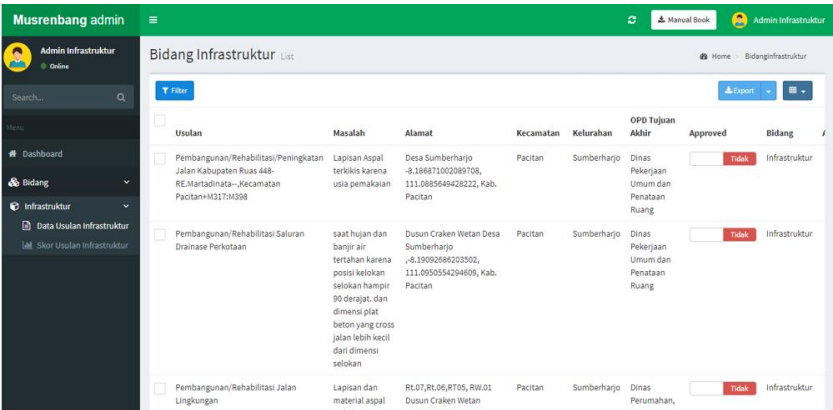 Musrenbang admin
Manual Book
Admin Infrastruktur
Admin Infrastruktur
Online
Search...
Menu
Dashboard
Bidang
Infrastruktur
Data Usulan Infrastruktur
Skor Usulan Infrastruktur
Bidang Infrastruktur List
Home > Bidanginfrastruktur
Filter
Export
Usulan
Masalah
Alamat
Kecamatan
Kelurahan
OPD Tujuan
Akhir
Approved
Bidang
Pembangunan/Rehabilitasi/Peningkatan
Jalan Kabupaten Ruas 448-
RE.Martadinata--,Kecamatan
Pacitan+M317:M398
Lapisan Aspal
terkikis karena
usia pemakaian
Desa Sumberharjo
-8.186871002089708,
111.0885649428222, Kab.
Pacitan
Pacitan
Sumberharjo
Dinas
Pekerjaan
Umum dan
Penataan
Ruang
Tidak
Infrastruktur
Pembangunan/Rehabilitasi Saluran
Drainase Perkotaan
saat hujan dan
banjir air
tertahan karena
posisi kelokan
selokan hampir
90 derajat. dan
dimensi plat
beton yang cross
jalan lebih kecil
dari dimensi
selokan
Dusun Craken Wetan Desa
Sumberharjo
,-8.19092686203502,
111.0950554294609, Kab.
Pacitan
Pacitan
Sumberharjo
Dinas
Pekerjaan
Umum dan
Penataan
Ruang
Tidak
Infrastruktur
Pembangunan/Rehabilitasi Jalan
Lingkungan
Lapisan dan
material aspal
Rt.07,Rt.06,RT05, RW.01
Dusun Craken Wetan
Pacitan
Sumberharjo
Dinas
Perumahan,
Tidak
Infrastruktur